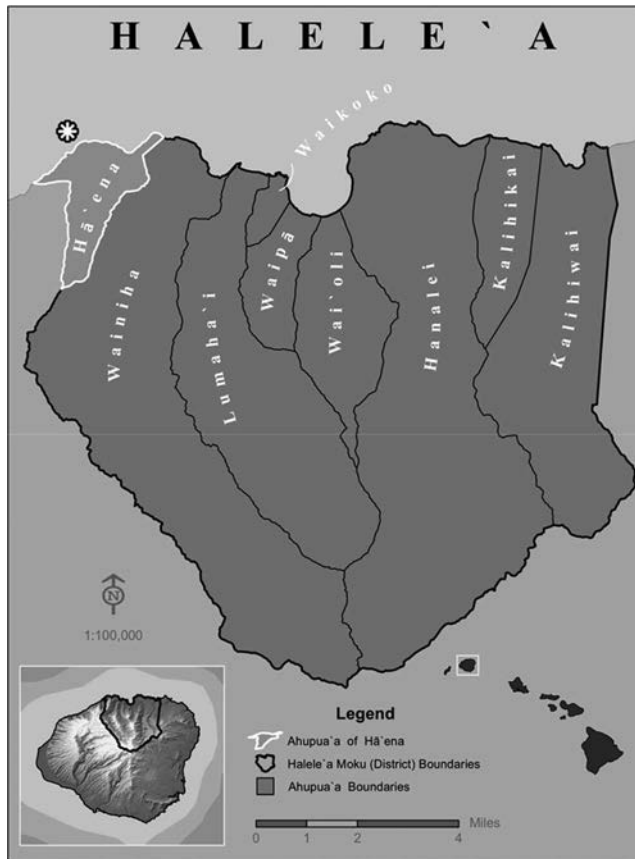 HALELE`A
Waikoko
Hā`ena
Wainiha
Lumaha`i
Waipā
Wai`oli
Hanalei
Kalihikai
Kalihiwai
N
1:100,000
Legend
Ahupua`a of Hā`ena
Halele`a Moku (District) Boundaries
Ahupua`a Boundaries
Miles
0 1 2 4